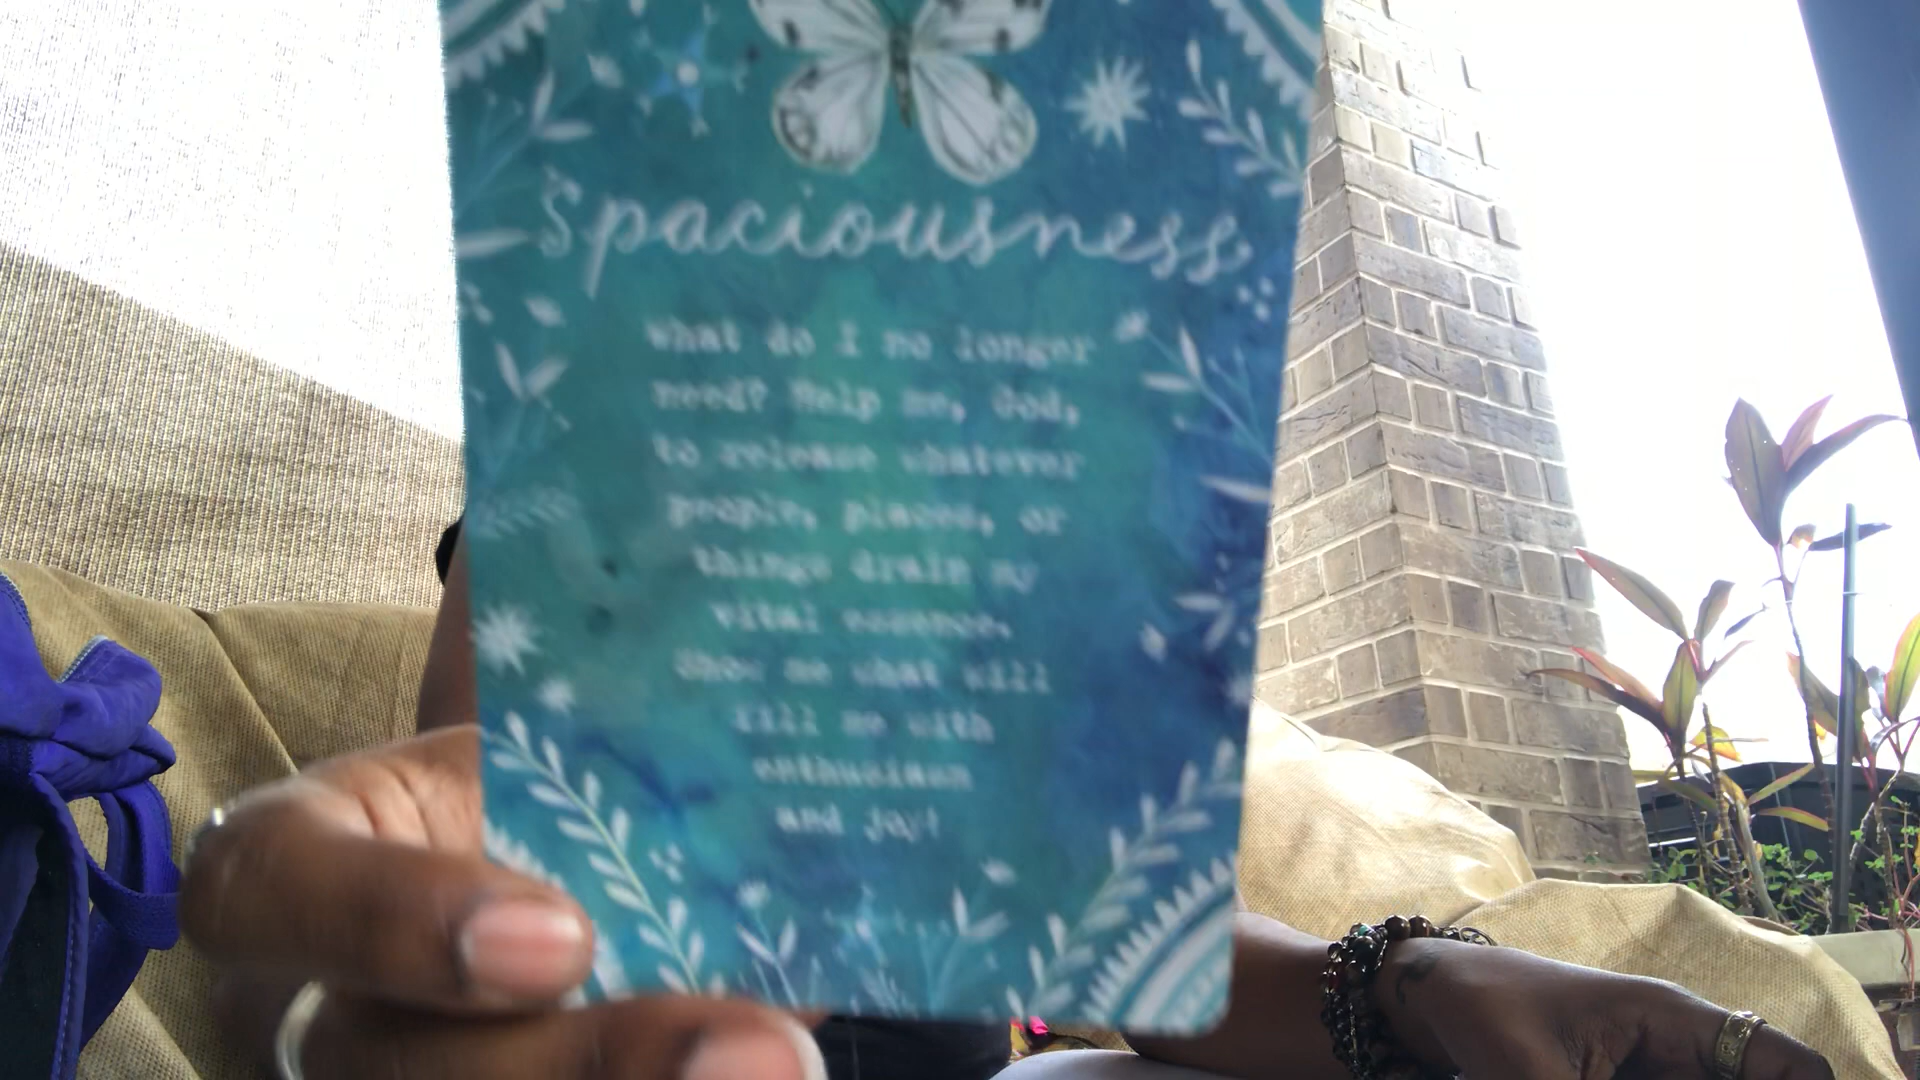 Spaciousness
What do I no longer
need? Help me, God,
to release whatever
people, places, or
things drain my
vital essence.
Show me what will
fill me with
enthusiasm
and joy!